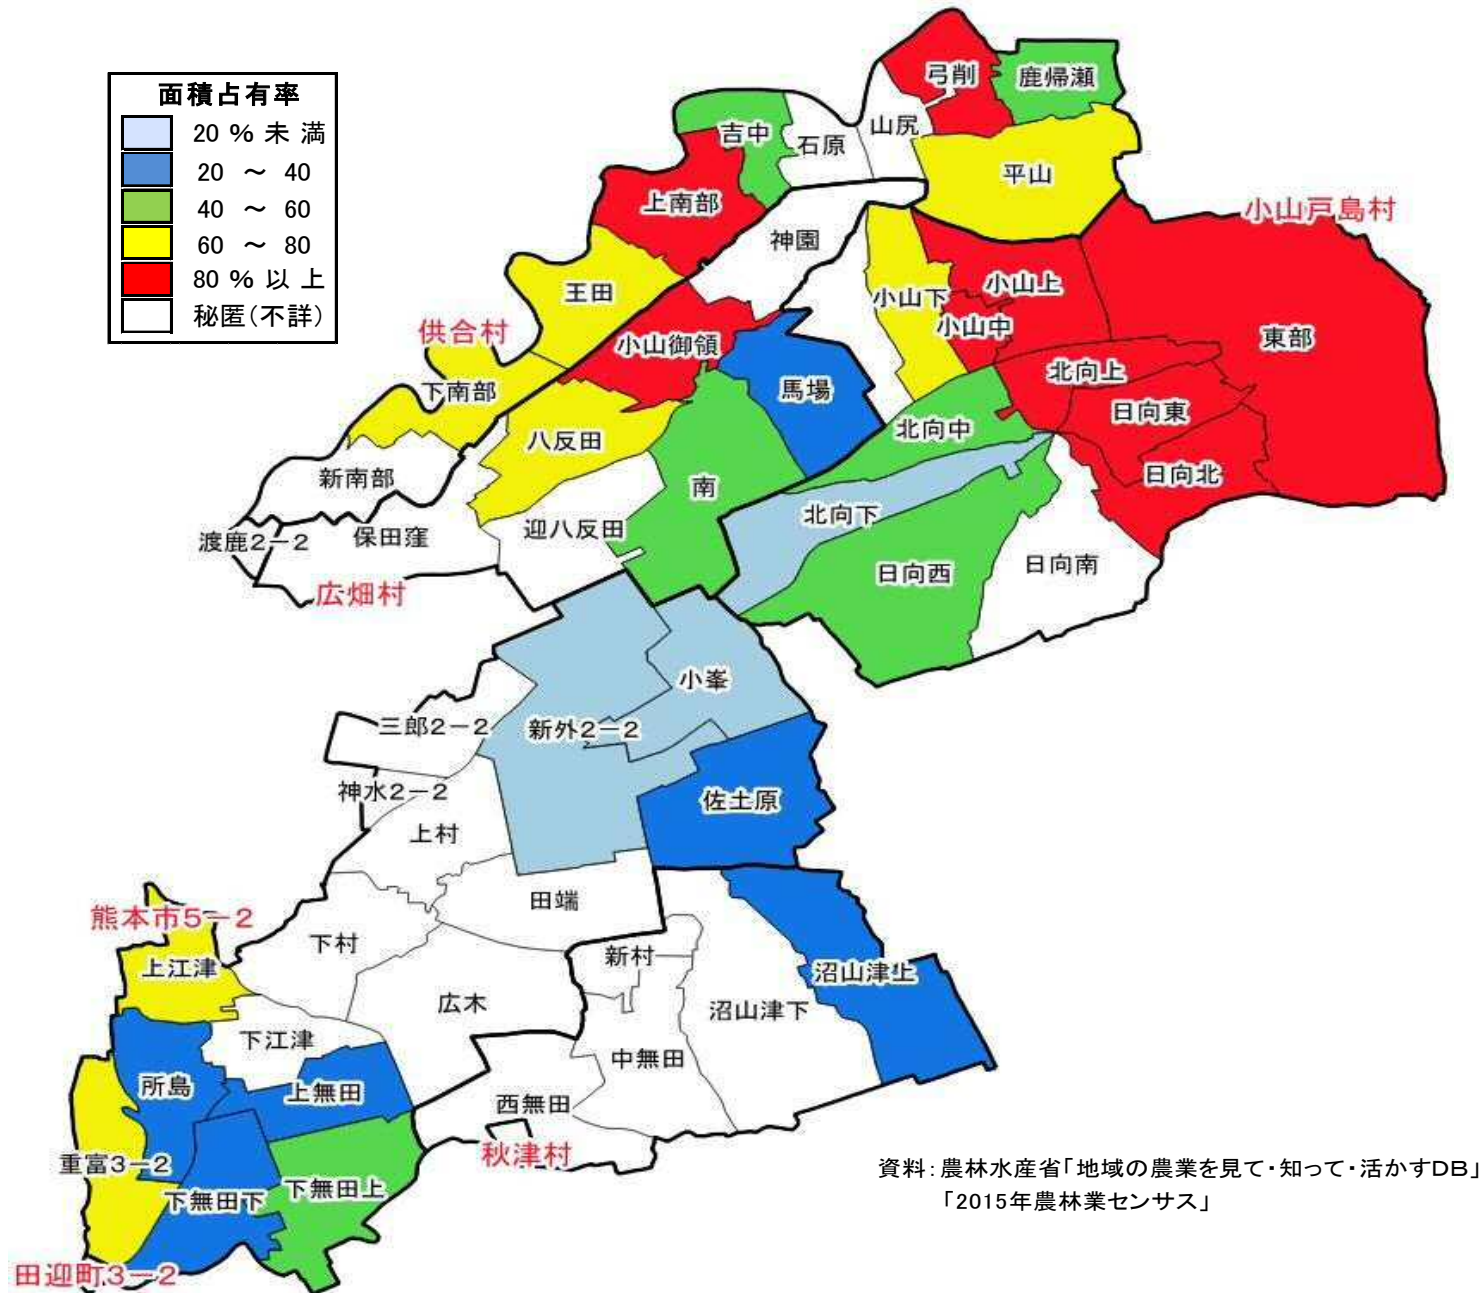 面積占有率
20 % 未 満
20 ～ 40
40 ～ 60
60 ～ 80
80 % 以 上
秘匿(不詳)
弓削
鹿帰瀬
吉中
石原
山尻
平山
上南部
小山戸島村
神園
王田
小山下
小山上
小山中
供合村
小山御領
東部
下南部
馬場
北向上
日向東
八反田
北向中
新南部
南
日向北
渡鹿2－2
保田窪
迎八反田
北向下
広畑村
日向西
日向南
小峯
三郎2－2
新外2－2
神水2－2
佐土原
上村
田端
熊本市5－2
下村
新村
上江津
沼山津上
広木
沼山津下
下江津
中無田
所島
上無田
西無田
秋津村
重富3－2
下無田下
下無田上
田迎町3－2
資料：農林水産省「地域の農業を見て・知って・活かすDB」
「2015年農林業センサス」